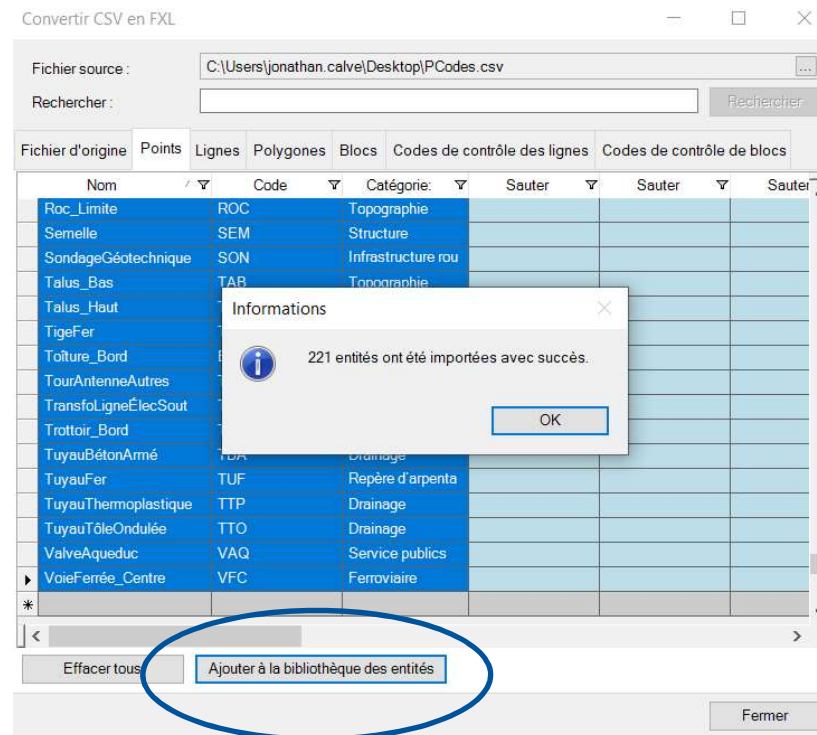 Convertir CSV en FXL
Fichier source : C:\Users\jonathan.calve\Desktop\PCodes.csv ...
Rechercher : Rechercher
Fichier d'origine Points Lignes Polygones Blocs Codes de contrôle des lignes Codes de contrôle de blocs
Nom Code Catégorie: Sauter Sauter Sauter
Roc_Limite ROC Topographie
Semelle SEM Structure
SondageGéotechnique SON Infrastructure rou
Talus_Bas TAB Topographie
Talus_Haut
TigeFer
Toîture_Bord
TourAntenneAutres
TransfoLigneÉlecSout
Trottoir_Bord
TuyauBétonArmé TBA Drainage
TuyauFer TUF Repère d'arpenta
TuyauThermoplastique TTP Drainage
TuyauTôleOndulée TTO Drainage
ValveAqueduc VAQ Service publics
VoieFerrée_Centre VFC Ferroviaire
Informations
221 entités ont été importées avec succès.
OK
Effacer tous Ajouter à la bibliothèque des entités
Fermer